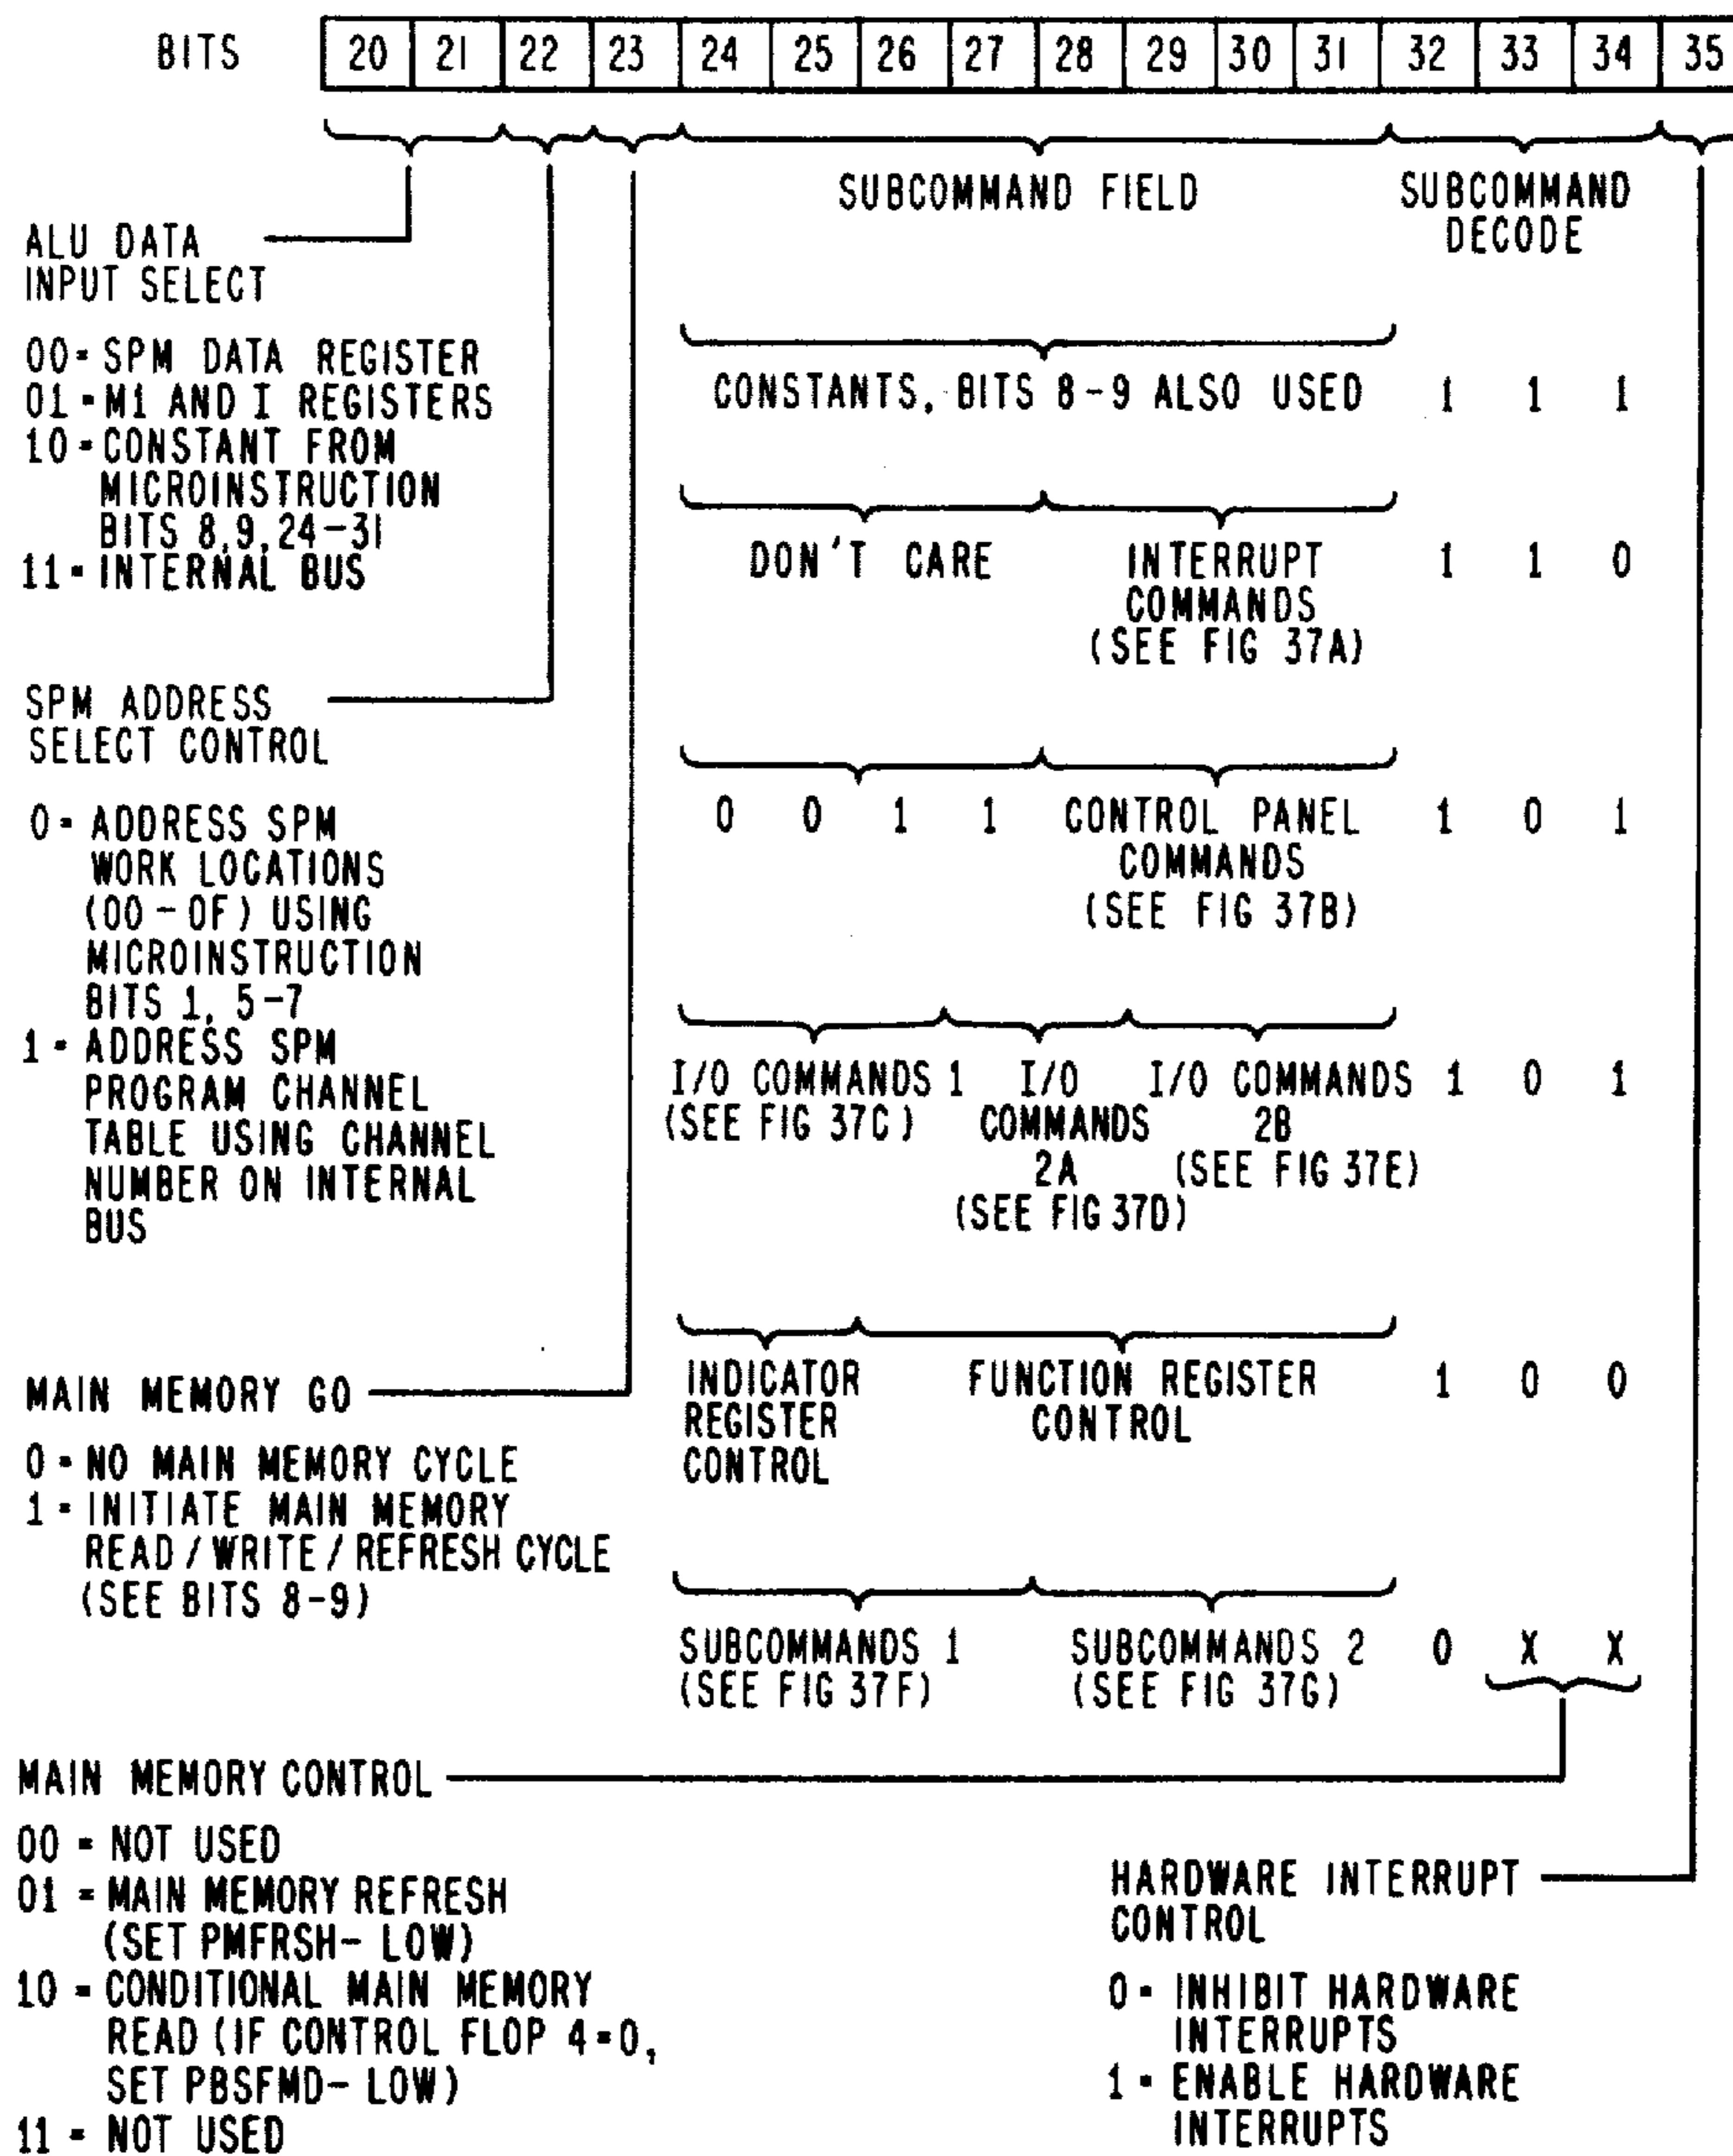 BITS 20 21 22 23 24 25 26 27 28 29 30 31 32 33 34 35
SUBCOMMAND FIELD
SUBCOMMAND
DECODE
ALU DATA
INPUT SELECT
00 = SPM DATA REGISTER
01 = M1 AND I REGISTERS
10 = CONSTANT FROM
MICROINSTRUCTION
BITS 8,9,24-31
11 = INTERNAL BUS
CONSTANTS, BITS 8-9 ALSO USED 1 1 1
DON'T CARE
INTERRUPT
COMMANDS
(SEE FIG 37A)
1 1 0
SPM ADDRESS
SELECT CONTROL
0 = ADDRESS SPM
WORK LOCATIONS
(00-0F) USING
MICROINSTRUCTION
BITS 1, 5-7
1 = ADDRESS SPM
PROGRAM CHANNEL
TABLE USING CHANNEL
NUMBER ON INTERNAL
BUS
0 0 1 1
CONTROL PANEL
COMMANDS
(SEE FIG 37B)
1 0 1
I/O COMMANDS 1
(SEE FIG 37C)
I/O
COMMANDS
2A
(SEE FIG 37D)
I/O COMMANDS
2B
(SEE FIG 37E)
1 0 1
MAIN MEMORY GO
0 = NO MAIN MEMORY CYCLE
1 = INITIATE MAIN MEMORY
READ / WRITE / REFRESH CYCLE
(SEE BITS 8-9)
INDICATOR
REGISTER
CONTROL
FUNCTION REGISTER
CONTROL
1 0 0
SUBCOMMANDS 1
(SEE FIG 37F)
SUBCOMMANDS 2
(SEE FIG 37G)
0 X X
MAIN MEMORY CONTROL
00 = NOT USED
01 = MAIN MEMORY REFRESH
(SET PMFRSH- LOW)
10 = CONDITIONAL MAIN MEMORY
READ (IF CONTROL FLOP 4=0,
SET PBSFMD- LOW)
11 = NOT USED
HARDWARE INTERRUPT
CONTROL
0 = INHIBIT HARDWARE
INTERRUPTS
1 = ENABLE HARDWARE
INTERRUPTS